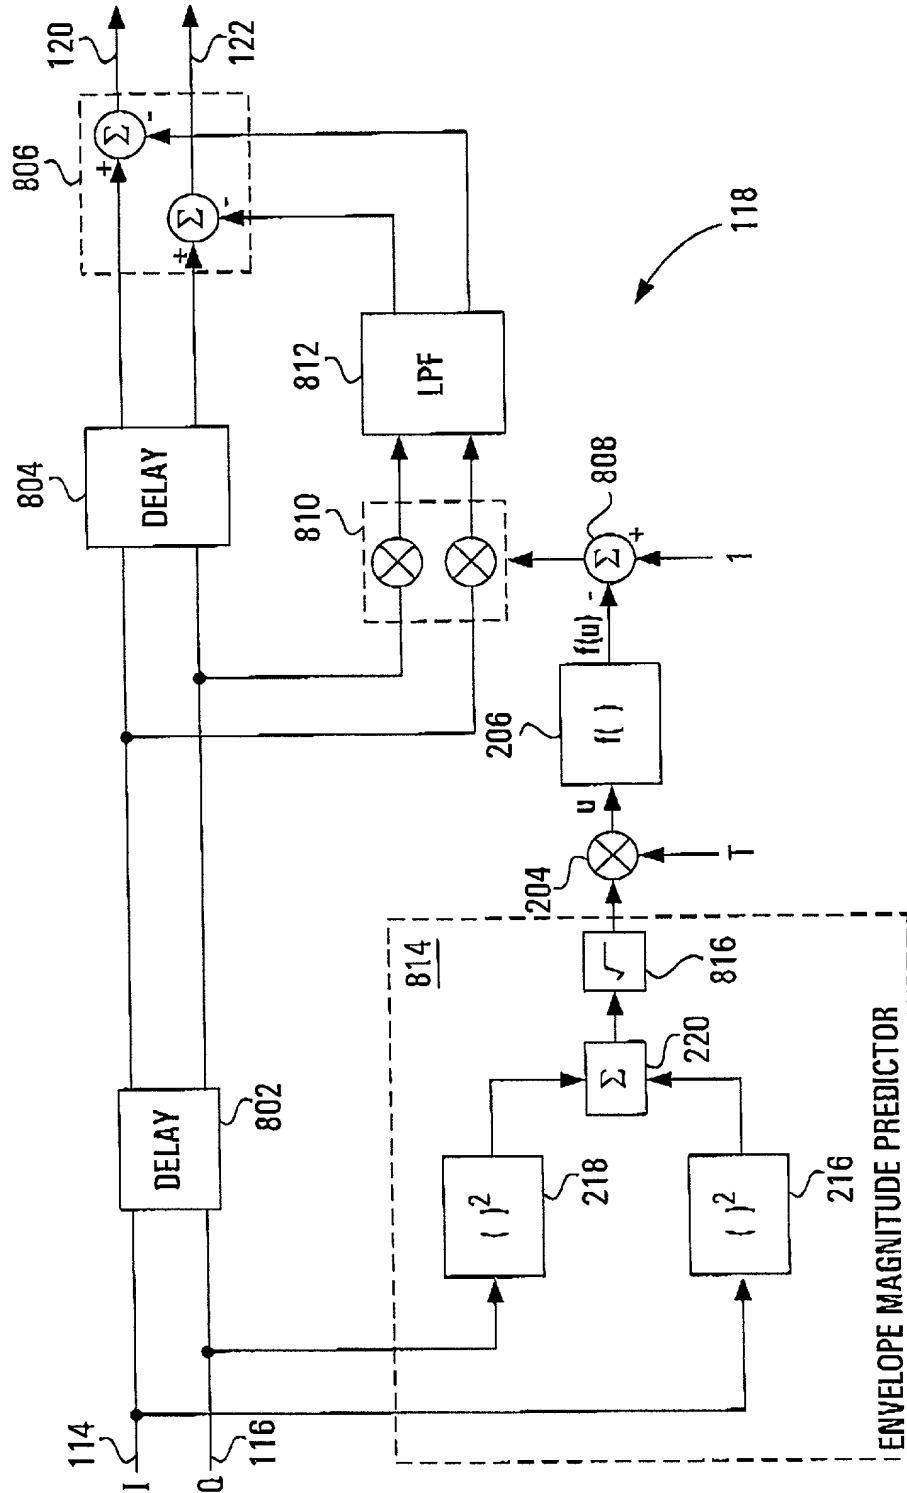 I
114
Q
116
DELAY
802
DELAY
804
806
+
-
Σ
120
+
-
Σ
122
810
812
LPF
118
814
( )²
218
( )²
216
Σ
220
√
816
204
T
u
206
f( )
f(u)
-
Σ
+
808
1
ENVELOPE MAGNITUDE PREDICTOR